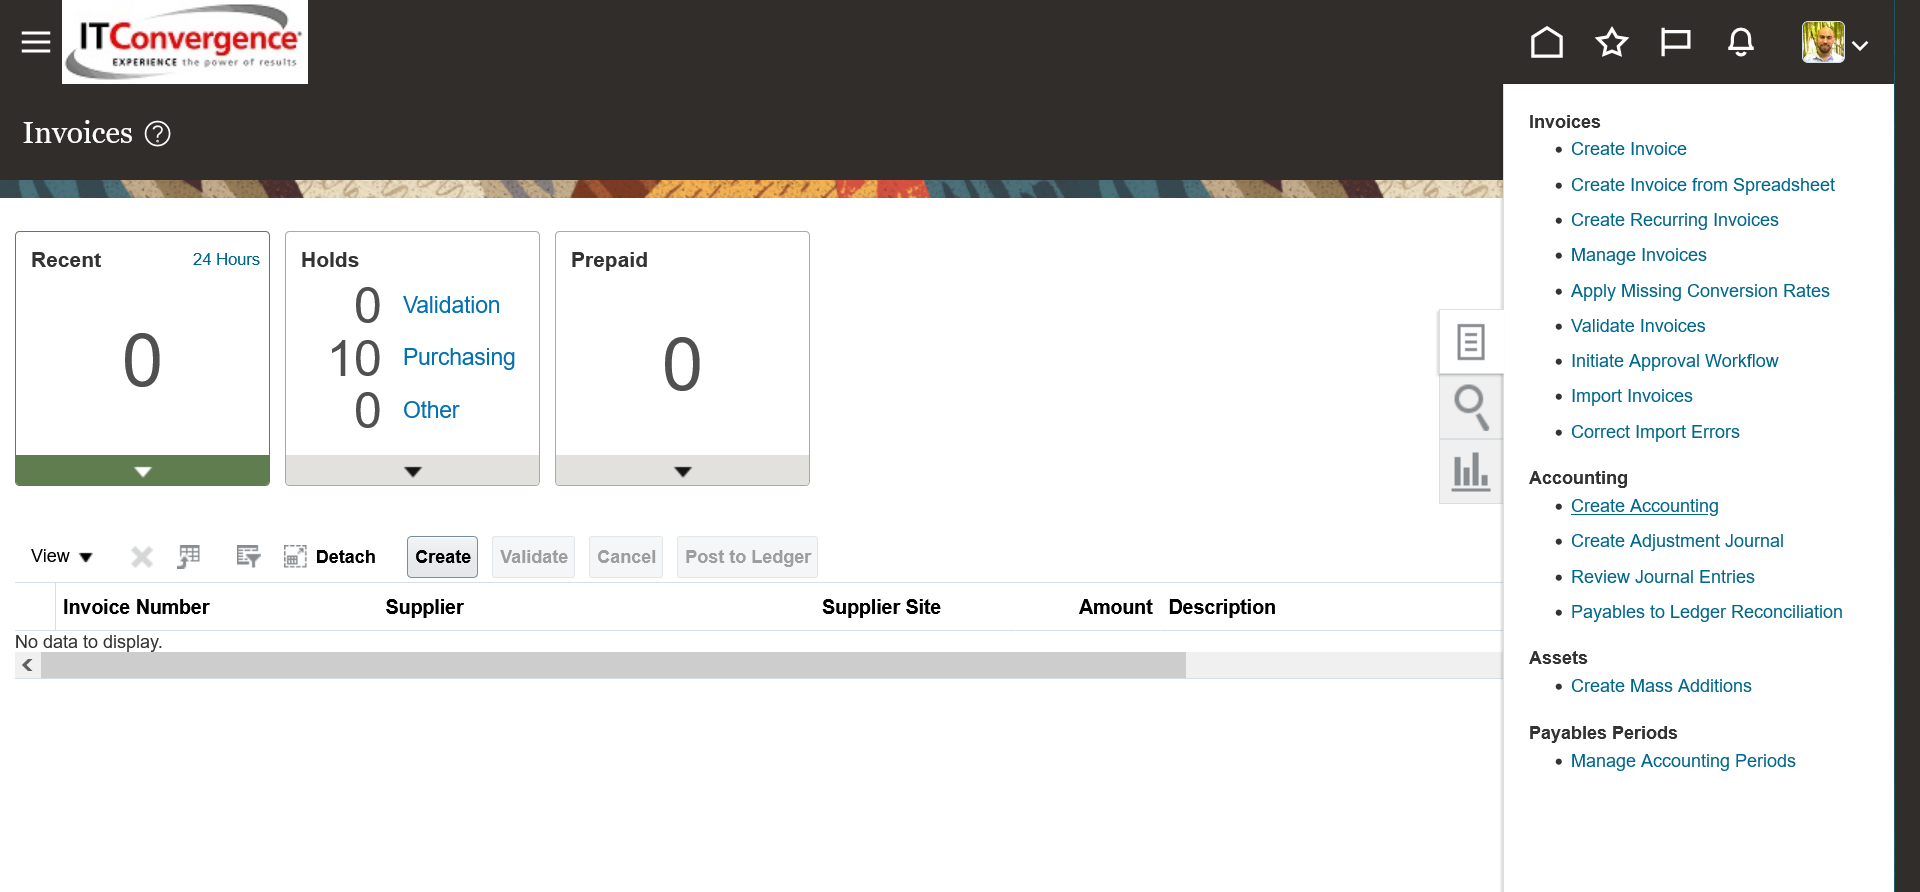 ITConvergence
EXPERIENCE the power of results
Invoices ?
Recent 24 Hours
0
Holds
0 Validation
10 Purchasing
0 Other
Prepaid
0
View Detach Create Validate Cancel Post to Ledger
Invoice Number Supplier Supplier Site Amount Description
No data to display.
Invoices
• Create Invoice
• Create Invoice from Spreadsheet
• Create Recurring Invoices
• Manage Invoices
• Apply Missing Conversion Rates
• Validate Invoices
• Initiate Approval Workflow
• Import Invoices
• Correct Import Errors
Accounting
• Create Accounting
• Create Adjustment Journal
• Review Journal Entries
• Payables to Ledger Reconciliation
Assets
• Create Mass Additions
Payables Periods
• Manage Accounting Periods